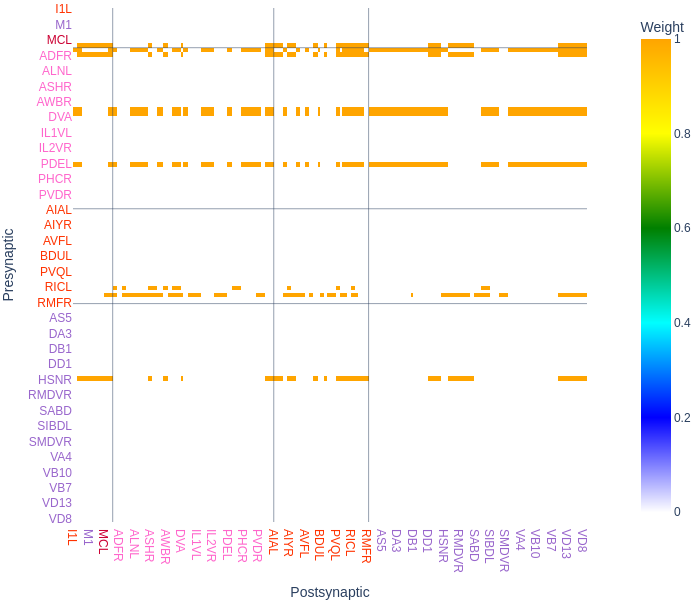 Weight
1
0.8
0.6
0.4
0.2
0
Presynaptic
I1L
M1
MCL
ADFR
ALNL
ASHR
AWBR
DVA
IL1VL
IL2VR
PDEL
PHCR
PVDR
AIAL
AIYR
AVFL
BDUL
PVQL
RICL
RMFR
AS5
DA3
DB1
DD1
HSNR
RMDVR
SABD
SIBDL
SMDVR
VA4
VB10
VB7
VD13
VD8
I1L
M1
MCL
ADFR
ALNL
ASHR
AWBR
DVA
IL1VL
IL2VR
PDEL
PHCR
PVDR
AIAL
AIYR
AVFL
BDUL
PVQL
RICL
RMFR
AS5
DA3
DB1
DD1
HSNR
RMDVR
SABD
SIBDL
SMDVR
VA4
VB10
VB7
VD13
VD8
Postsynaptic